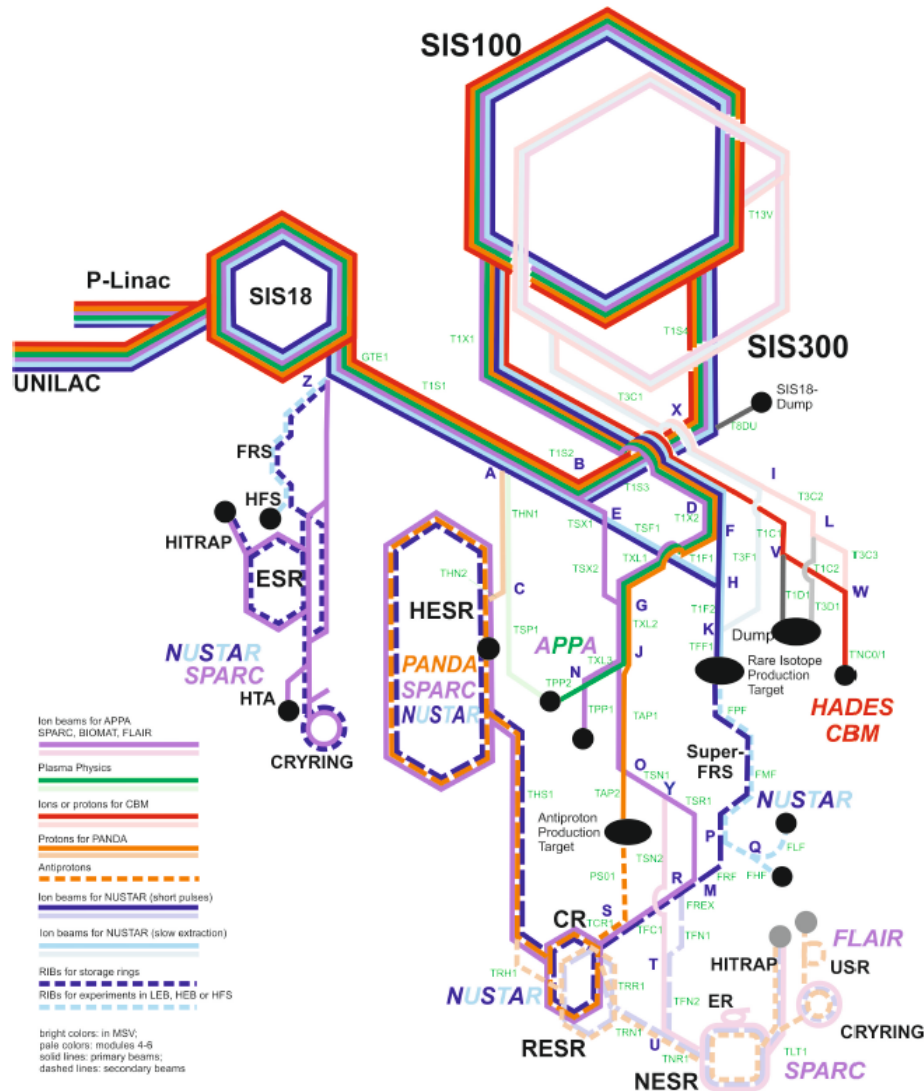 SIS100
T13V
P-Linac
SIS18
UNILAC
GTE1
Z
T1X1
T1S4
SIS300
T3C1
SIS18-
Dump
T8DU
X
T1S1
T1S2
B
A
T1S3
I
FRS
HFS
HITRAP
ESR
THN1
E
TSX1
TSF1
D
T1X2
F
T3C2
L
T1C1
V
T1C2
T3C3
W
THN2
C
TSX2
TXL1
T1F1
T3F1
H
HESR
TSP1
G
TXL2
T1F2
K
T1D1
T3D1
Dump
NUSTAR
SPARC
PANDA
SPARC
NUSTAR
APPA
J
TXL3
N
TPP2
TPP1
TFF1
Rare Isotope
Production
Target
TNC0/1
HADES
CBM
HTA
CRYRING
TAP1
FPF
Super-
FRS
FMF
O
TSN1
Y
TSR1
THS1
TAP2
NUSTAR
Antiproton
Production
Target
TSN2
P
Q
FLF
FHF
FRF
PS01
R
M
FREX
S
CR
TCR1
TFC1
TFN1
TRH1
NUSTAR
TRR1
T
TFN2
HITRAP
FLAIR
USR
RESR
TRN1
U
TNR1
ER
CRYRING
NESR
TLT1
SPARC
Ion beams for APPA
SPARC, BIOMAT, FLAIR
Plasma Physics
Ions or protons for CBM
Protons for PANDA
Antiprotons
Ion beams for NUSTAR (short pulses)
Ion beams for NUSTAR (slow extraction)
RIBs for storage rings
RIBs for experiments in LEB, HEB or HFS
bright colors: in MSV;
pale colors: modules 4-6
solid lines: primary beams;
dashed lines: secondary beams